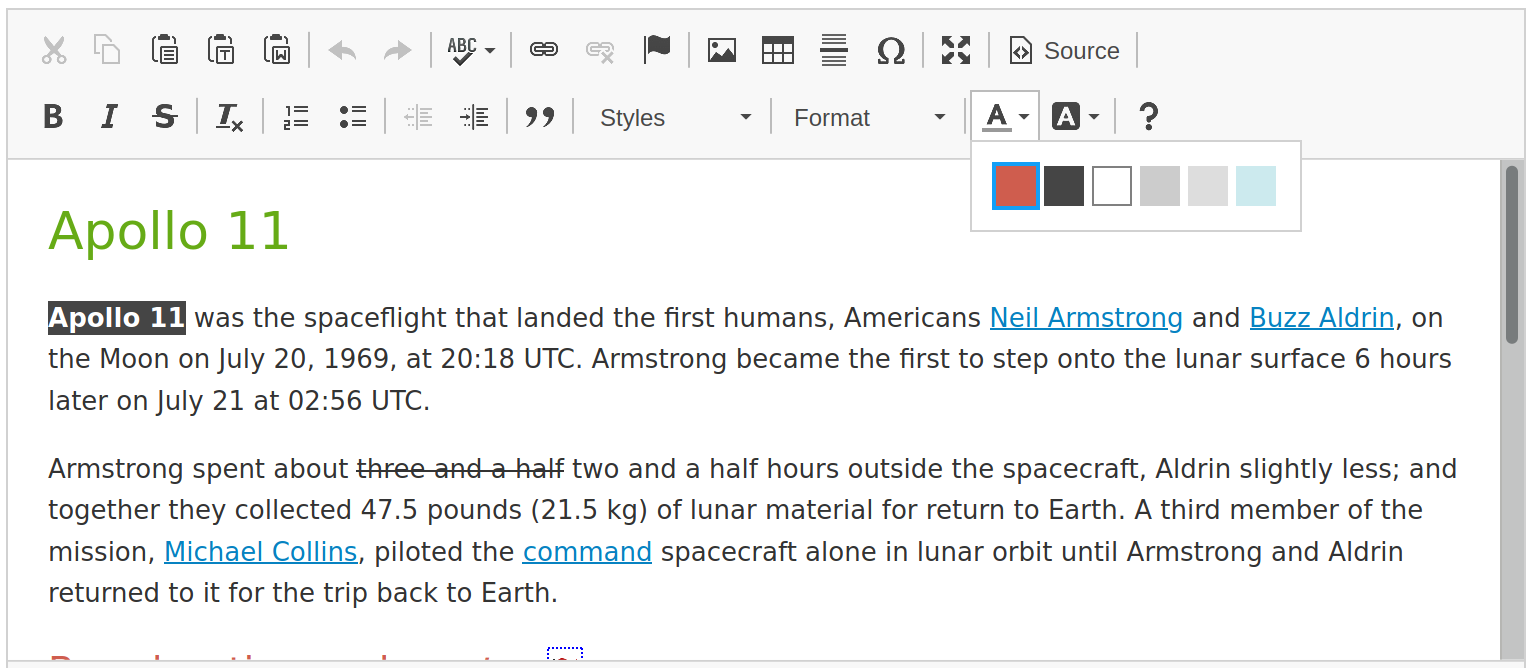 ABC Source
B I S Styles Format A A ?
Apollo 11
Apollo 11 was the spaceflight that landed the first humans, Americans Neil Armstrong and Buzz Aldrin, on
the Moon on July 20, 1969, at 20:18 UTC. Armstrong became the first to step onto the lunar surface 6 hours
later on July 21 at 02:56 UTC.
Armstrong spent about three and a half two and a half hours outside the spacecraft, Aldrin slightly less; and
together they collected 47.5 pounds (21.5 kg) of lunar material for return to Earth. A third member of the
mission, Michael Collins, piloted the command spacecraft alone in lunar orbit until Armstrong and Aldrin
returned to it for the trip back to Earth.